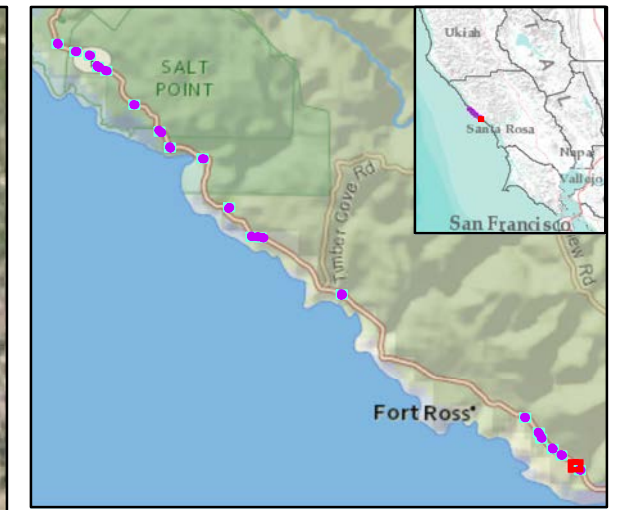 SALT
POINT
Timber Cove Rd
Fort Ross
Ukiah
T A L
Santa Rosa
Napa
Vallejo
San Francisco
ew Rd